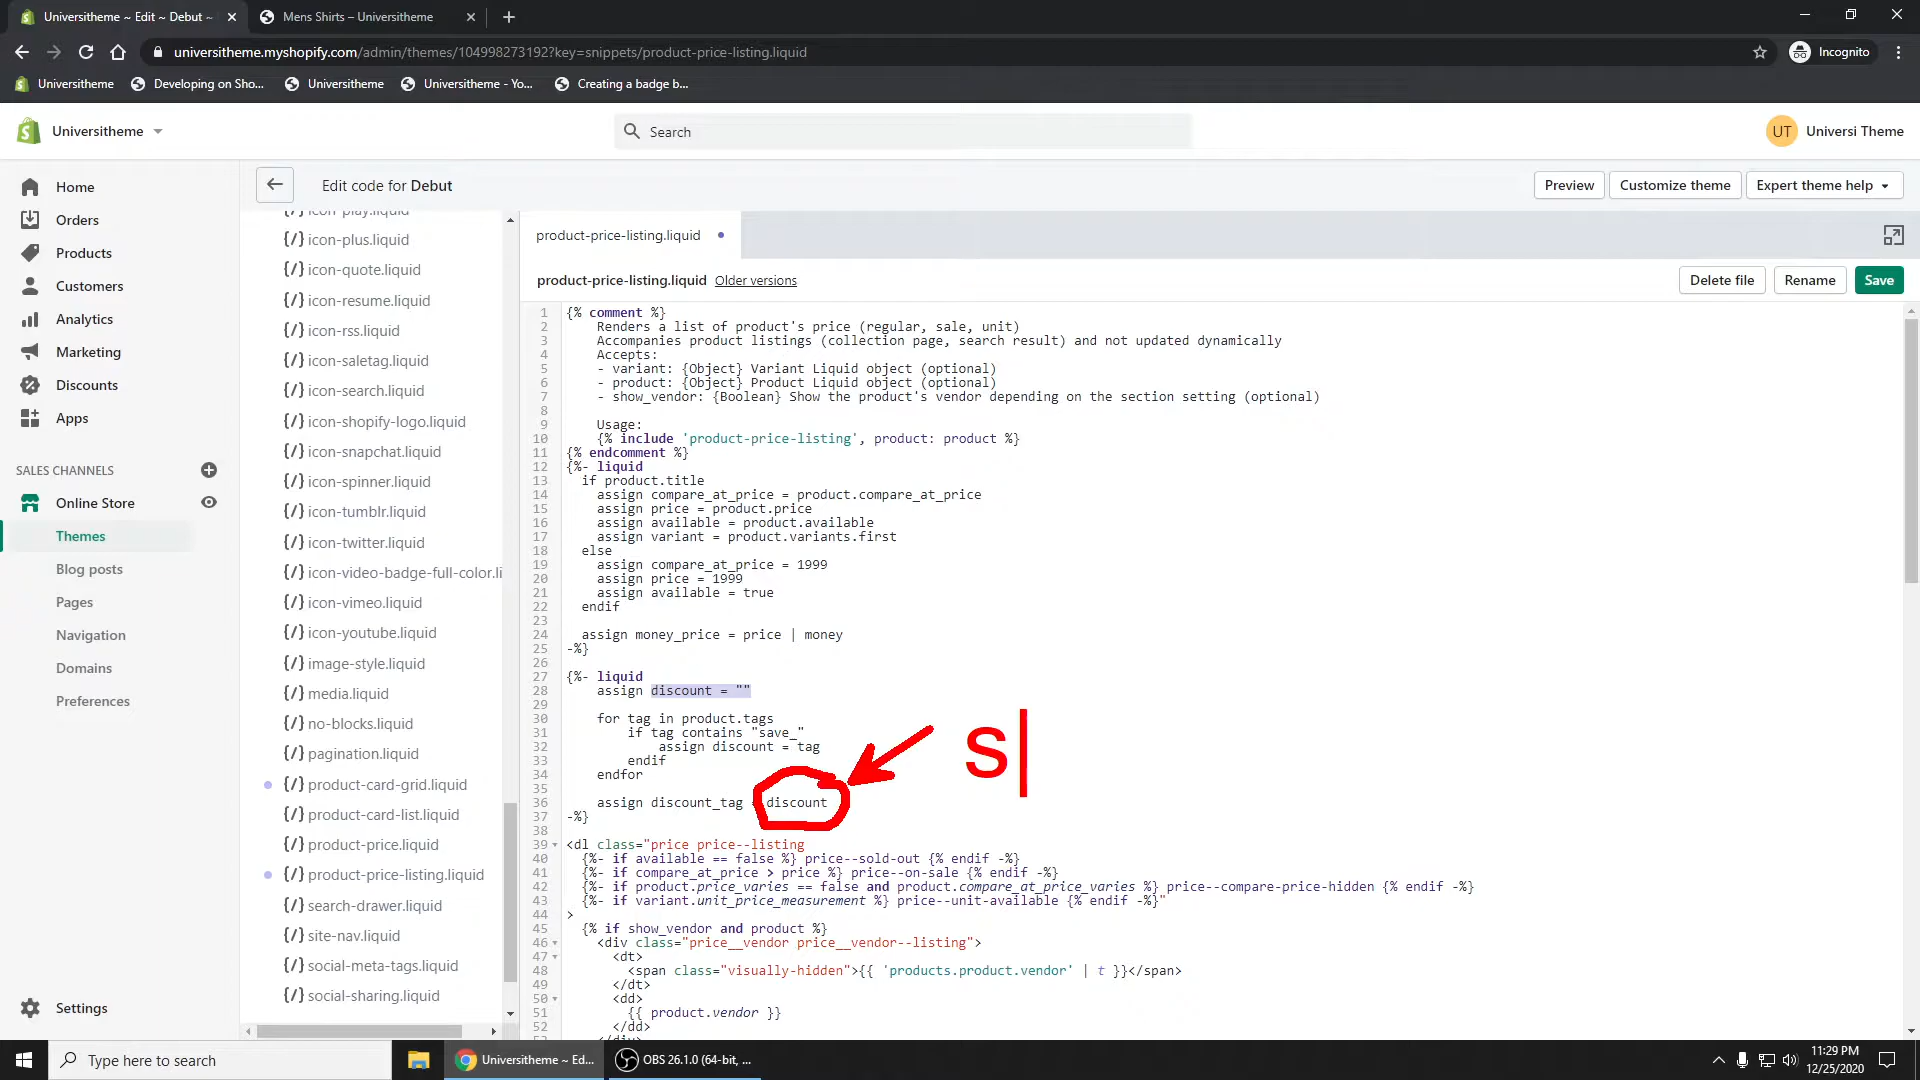 Universitheme ~ Edit ~ Debut ~
Mens Shirts – Universitheme
universitheme.myshopify.com/admin/themes/104998273192?key=snippets/product-price-listing.liquid
Incognito
Universitheme
Developing on Sho...
Universitheme
Universitheme - Yo...
Creating a badge b...
Universitheme
Search
UT
Universi Theme
Home
Orders
Products
Customers
Analytics
Marketing
Discounts
Apps
SALES CHANNELS
Online Store
Themes
Blog posts
Pages
Navigation
Domains
Preferences
Settings
Edit code for Debut
Preview
Customize theme
Expert theme help
{/} icon-play.liquid
{/} icon-plus.liquid
{/} icon-quote.liquid
{/} icon-resume.liquid
{/} icon-rss.liquid
{/} icon-saletag.liquid
{/} icon-search.liquid
{/} icon-shopify-logo.liquid
{/} icon-snapchat.liquid
{/} icon-spinner.liquid
{/} icon-tumblr.liquid
{/} icon-twitter.liquid
{/} icon-video-badge-full-color.li
{/} icon-vimeo.liquid
{/} icon-youtube.liquid
{/} image-style.liquid
{/} media.liquid
{/} no-blocks.liquid
{/} pagination.liquid
{/} product-card-grid.liquid
{/} product-card-list.liquid
{/} product-price.liquid
{/} product-price-listing.liquid
{/} search-drawer.liquid
{/} site-nav.liquid
{/} social-meta-tags.liquid
{/} social-sharing.liquid
product-price-listing.liquid
product-price-listing.liquid Older versions
Delete file
Rename
Save
1 {% comment %}
2 Renders a list of product's price (regular, sale, unit)
3 Accompanies product listings (collection page, search result) and not updated dynamically
4 Accepts:
5 - variant: {Object} Variant Liquid object (optional)
6 - product: {Object} Product Liquid object (optional)
7 - show_vendor: {Boolean} Show the product's vendor depending on the section setting (optional)
8
9 Usage:
10 {% include 'product-price-listing', product: product %}
11 {% endcomment %}
12 {%- liquid
13 if product.title
14 assign compare_at_price = product.compare_at_price
15 assign price = product.price
16 assign available = product.available
17 assign variant = product.variants.first
18 else
19 assign compare_at_price = 1999
20 assign price = 1999
21 assign available = true
22 endif
23
24 assign money_price = price | money
25 -%}
26
27 {%- liquid
28 assign discount = ""
29
30 for tag in product.tags
31 if tag contains "save_"
32 assign discount = tag
33 endif
34 endfor
35
36 assign discount_tag discount
37 -%}
38
s
39 <dl class="price price--listing
40 {%- if available == false %} price--sold-out {% endif -%}
41 {%- if compare_at_price > price %} price--on-sale {% endif -%}
42 {%- if product.price_varies == false and product.compare_at_price_varies %} price--compare-price-hidden {% endif -%}
43 {%- if variant.unit_price_measurement %} price--unit-available {% endif -%}"
44 >
45 {% if show_vendor and product %}
46 <div class="price__vendor price__vendor--listing">
47 <dt>
48 <span class="visually-hidden">{{ 'products.product.vendor' | t }}</span>
49 </dt>
50 <dd>
51 {{ product.vendor }}
52 </dd>
Type here to search
Universitheme ~ Ed...
OBS 26.1.0 (64-bit, ...
11:29 PM
12/25/2020